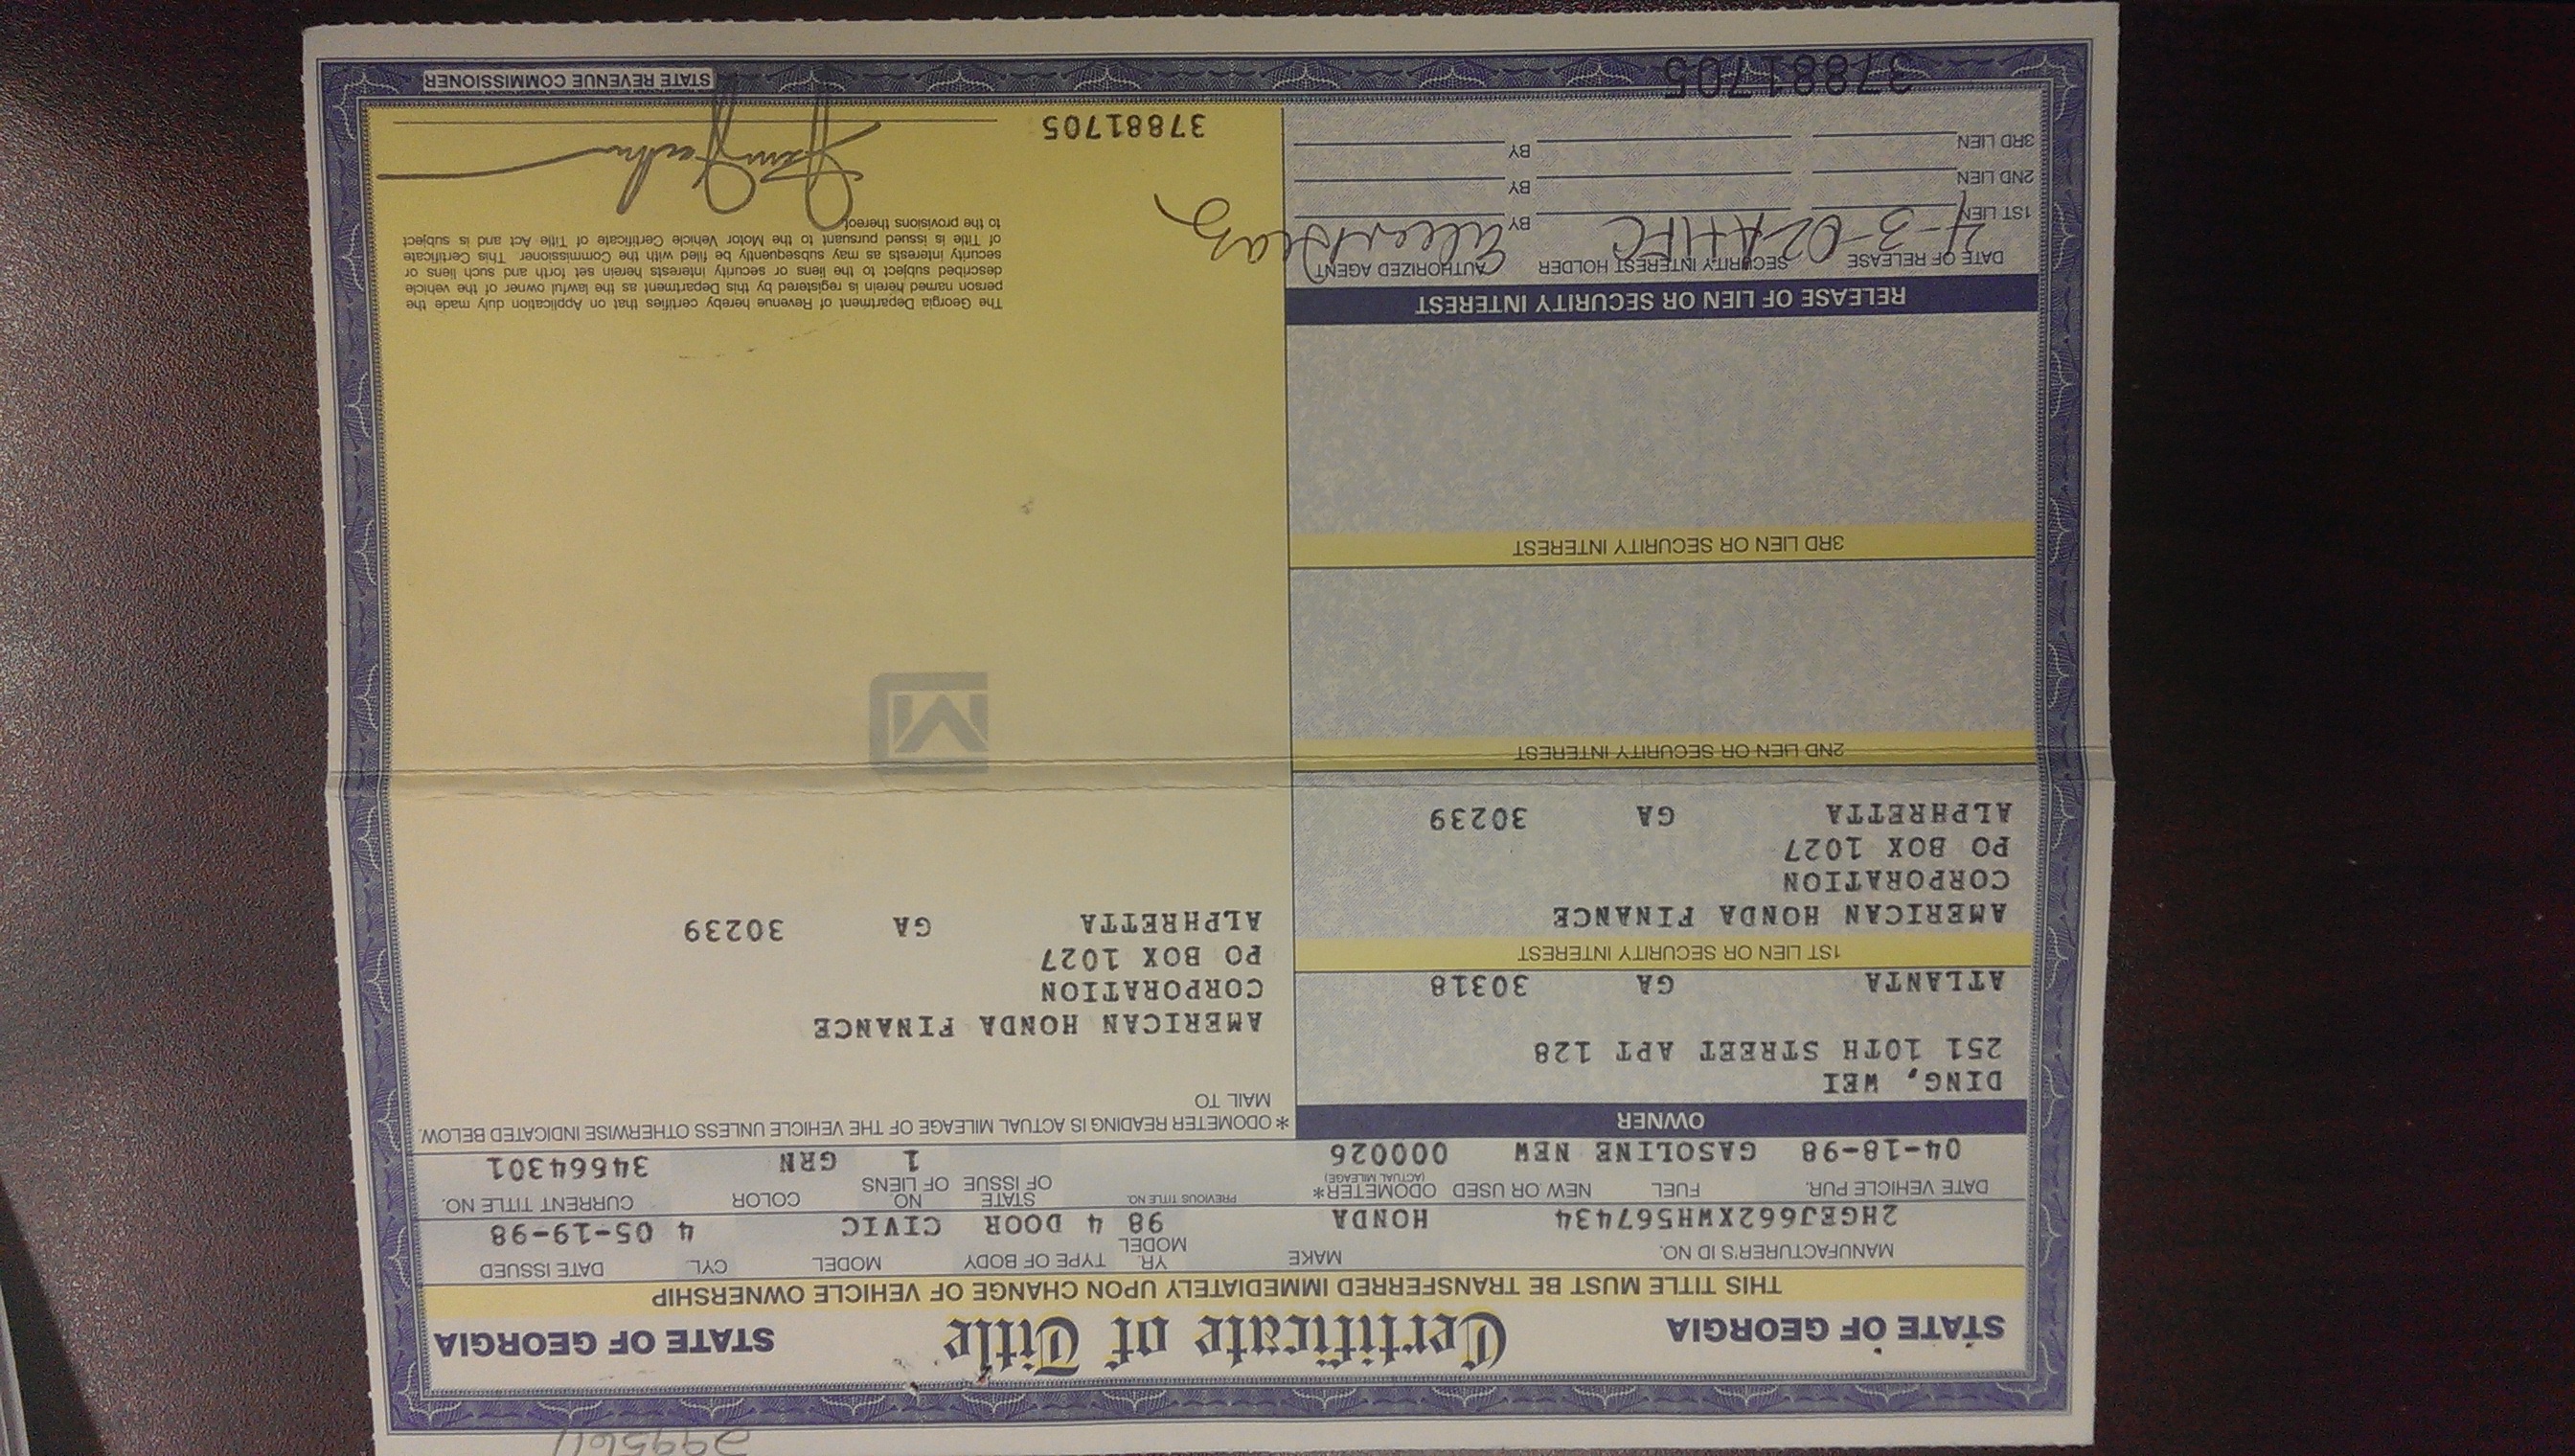 STATE OF GEORGIA Certificate of Title STATE OF GEORGIA
THIS TITLE MUST BE TRANSFERRED IMMEDIATELY UPON CHANGE OF VEHICLE OWNERSHIP
MANUFACTURER'S ID NO. MAKE YR. MODEL TYPE OF BODY MODEL CYL. DATE ISSUED
2HGEJ662XWH567434 HONDA 98 4 DOOR CIVIC 4 05-19-98
DATE VEHICLE PUR. FUEL NEW OR USED ODOMETER* (ACTUAL MILEAGE) PREVIOUS TITLE NO. STATE OF ISSUE NO OF LIENS COLOR CURRENT TITLE NO.
04-18-98 GASOLINE NEW 000026 1 GRN 34664301
OWNER
DING, WEI
251 10TH STREET APT 128
ATLANTA GA 30318
1ST LIEN OR SECURITY INTEREST
AMERICAN HONDA FINANCE
CORPORATION
PO BOX 1027
ALPHRETTA GA 30239
2ND LIEN OR SECURITY INTEREST
3RD LIEN OR SECURITY INTEREST
RELEASE OF LIEN OR SECURITY INTEREST
DATE OF RELEASE SECURITY INTEREST HOLDER AUTHORIZED AGENT
1ST LIEN 4-3-02 AHFC BY
2ND LIEN BY
3RD LIEN BY
37881705
*ODOMETER READING IS ACTUAL MILEAGE OF THE VEHICLE UNLESS OTHERWISE INDICATED BELOW.
MAIL TO
AMERICAN HONDA FINANCE
CORPORATION
PO BOX 1027
ALPHRETTA GA 30239
The Georgia Department of Revenue hereby certifies that on Application duly made the
person named herein is registered by this Department as the lawful owner of the vehicle
described subject to the liens or security interests herein set forth and such liens or
security interests as may subsequently be filed with the Commissioner. This Certificate
of Title is issued pursuant to the Motor Vehicle Certificate of Title Act and is subject
to the provisions thereof.
37881705
STATE REVENUE COMMISSIONER